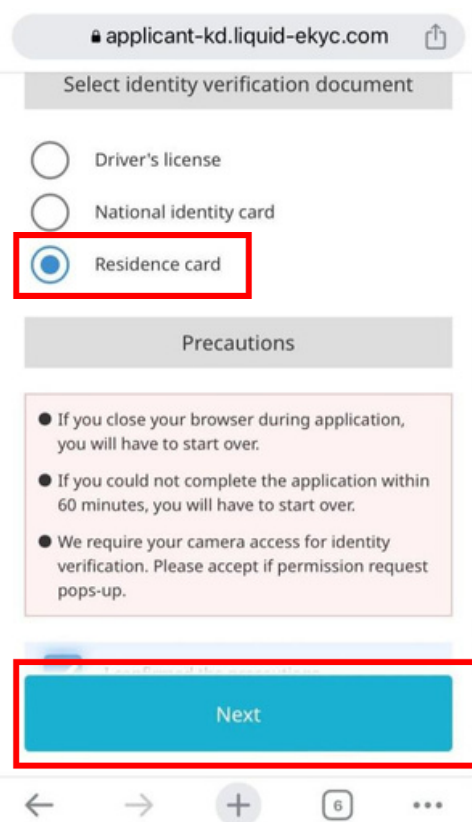 applicant-kd.liquid-ekyc.com
Select identity verification document
Driver's license
National identity card
Residence card
Precautions
● If you close your browser during application,
you will have to start over.
● If you could not complete the application within
60 minutes, you will have to start over.
● We require your camera access for identity
verification. Please accept if permission request
pops-up.
I confirmed the precautions
Next
6